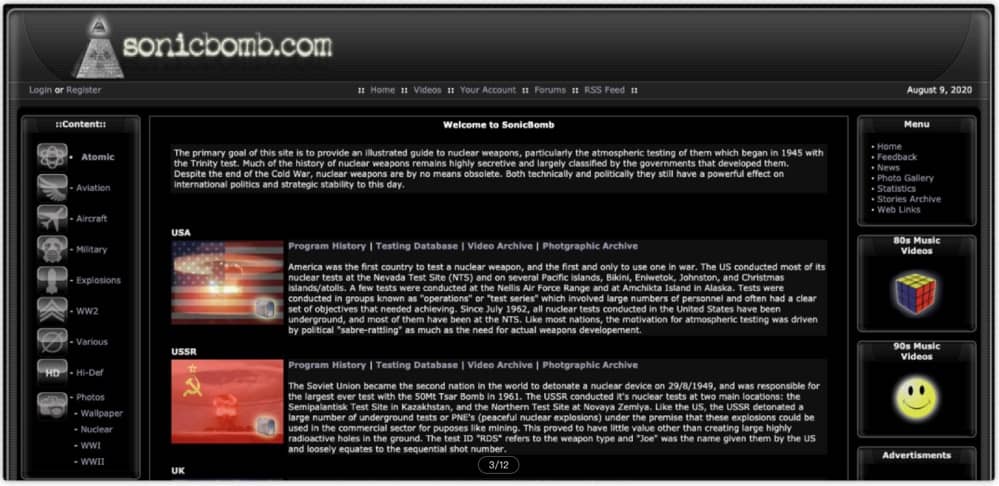 sonicbomb.com
Login or Register
:: Home :: Videos :: Your Account :: Forums :: RSS Feed ::
August 9, 2020
::Content::
• Atomic
- Aviation
- Aircraft
- Military
- Explosions
- WW2
- Various
HD
- Hi-Def
- Photos
- Wallpaper
- Nuclear
- WWI
- WWII
Welcome to SonicBomb
The primary goal of this site is to provide an illustrated guide to nuclear weapons, particularly the atmospheric testing of them which began in 1945 with
the Trinity test. Much of the history of nuclear weapons remains highly secretive and largely classified by the governments that developed them.
Despite the end of the Cold War, nuclear weapons are by no means obsolete. Both technically and politically they still have a powerful effect on
international politics and strategic stability to this day.
USA
Program History | Testing Database | Video Archive | Photgraphic Archive
America was the first country to test a nuclear weapon, and the first and only to use one in war. The US conducted most of its
nuclear tests at the Nevada Test Site (NTS) and on several Pacific islands, Bikini, Eniwetok, Johnston, and Christmas
islands/atolls. A few tests were conducted at the Nellis Air Force Range and at Amchikta Island in Alaska. Tests were
conducted in groups known as "operations" or "test series" which involved large numbers of personnel and often had a clear
set of objectives that needed achieving. Since July 1962, all nuclear tests conducted in the United States have been
underground, and most of them have been at the NTS. Like most nations, the motivation for atmospheric testing was driven
by political "sabre-rattling" as much as the need for actual weapons developement.
USSR
Program History | Testing Database | Video Archive | Photgraphic Archive
The Soviet Union became the second nation in the world to detonate a nuclear device on 29/8/1949, and was responsible for
the largest ever test with the 50Mt Tsar Bomb in 1961. The USSR conducted it's nuclear tests at two main locations: the
Semipalantisk Test Site in Kazakhstan, and the Northern Test Site at Novaya Zemlya. Like the US, the USSR detonated a
large number of underground tests or PNE's (peaceful nuclear explosions) under the premise that these explosions could be
used in the commercial sector for puposes like mining. This proved to have little value other than creating large highly
radioactive holes in the ground. The test ID "RDS" refers to the weapon type and "Joe" was the name given them by the US
and loosely equates to the sequential shot number.
UK
3/12
Menu
• Home
• Feedback
• News
• Photo Gallery
• Statistics
• Stories Archive
• Web Links
80s Music
Videos
90s Music
Videos
Advertisments